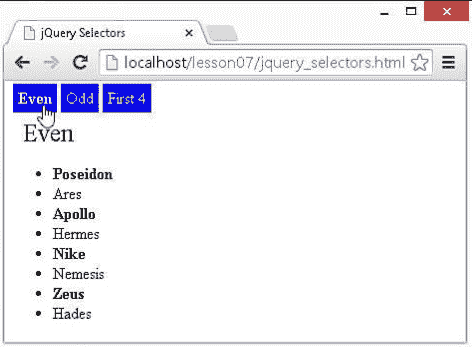 jQuery Selectors
localhost/lesson07/jquery_selectors.html
Even Odd First 4
Even
Poseidon
Ares
Apollo
Hermes
Nike
Nemesis
Zeus
Hades